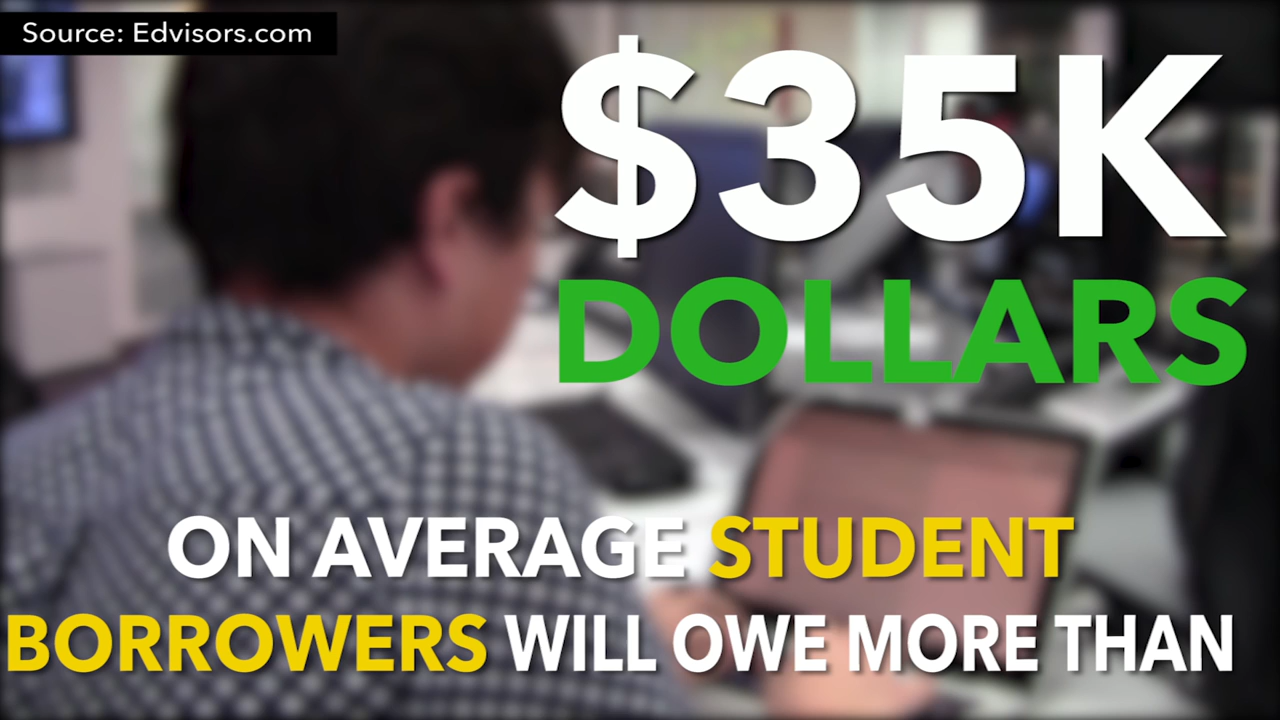 Source: Edvisors.com
$35K
DOLLARS
ON AVERAGE STUDENT
BORROWERS WILL OWE MORE THAN